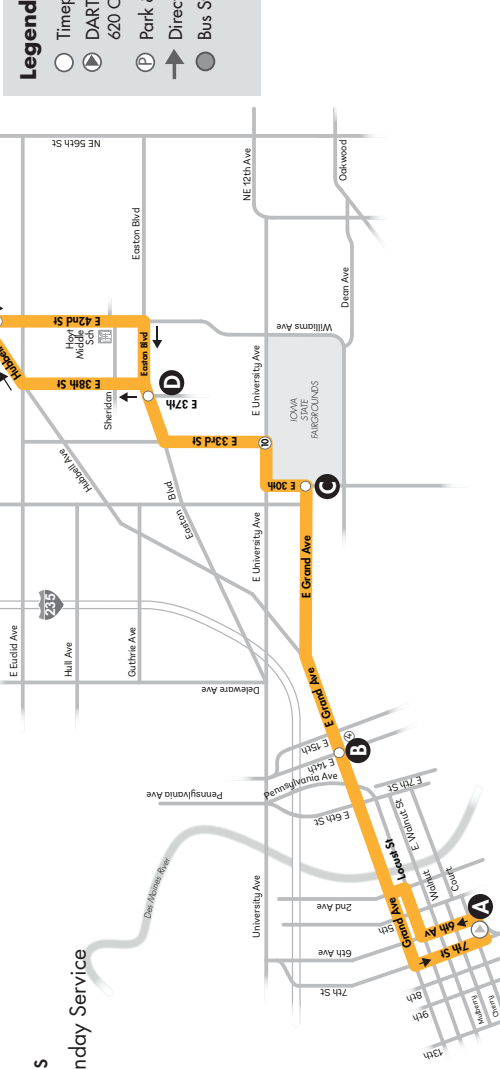 Legend
DART
620 C
P
Park
Direc
Bus S
s
nday Service
NE 56th St
Easton Blvd
NE 12th Ave
Oakwood
Dean Ave
Williams Ave
E 42nd St
Hoyt
Middle
Sch
Easton Blvd
Hubbell
E 38th St
Sheridan
D
E 37th
E University Ave
IOWA
STATE
FAIRGROUNDS
E 33rd St
10
E 30th
C
Hubbell Ave
Easton
Blvd
E University Ave
E Grand Ave
235
E Euclid Ave
Hull Ave
Guthrie Ave
Delaware Ave
E Grand Ave
E 15th
E 14th
B
Pennsylvania Ave
Pennsylvania Ave
E 6th St
E 7th St
E Walnut St
Locust St
Walnut
Court
Des Moines River
University Ave
2nd Ave
5th
Grand Ave
6th Av
A
7th St
6th Ave
7th St
8th
9th
13th
Mulberry
Cherry